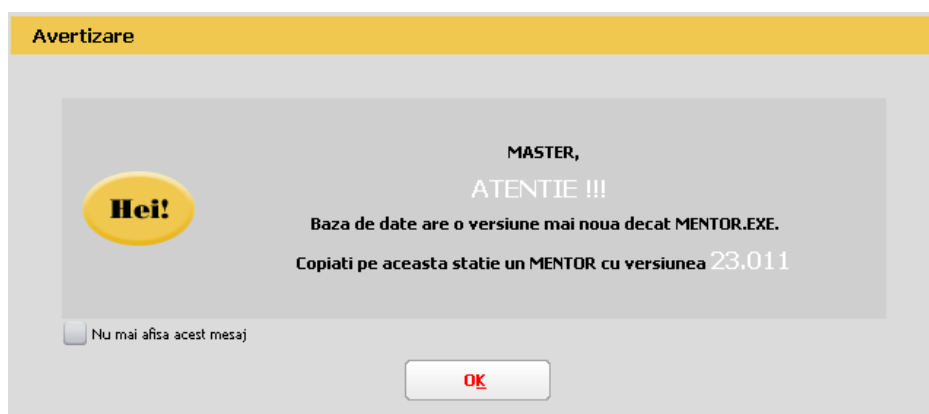 Avertizare
MASTER,
ATENTIE !!!
Hei!
Baza de date are o versiune mai noua decat MENTOR.EXE.
Copiati pe aceasta statie un MENTOR cu versiunea 23.011
Nu mai afisa acest mesaj
OK